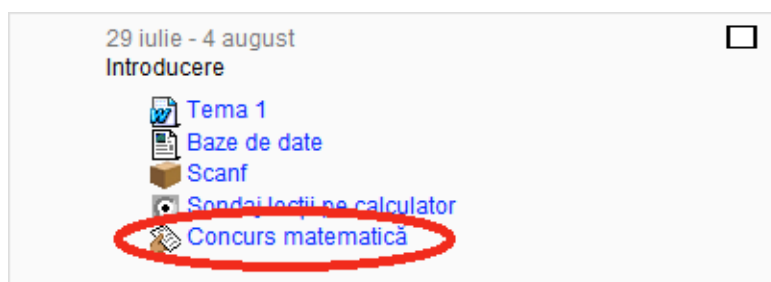 29 iulie - 4 august
Introducere
Tema 1
Baze de date
Scanf
Sondaj lecții pe calculator
Concurs matematică